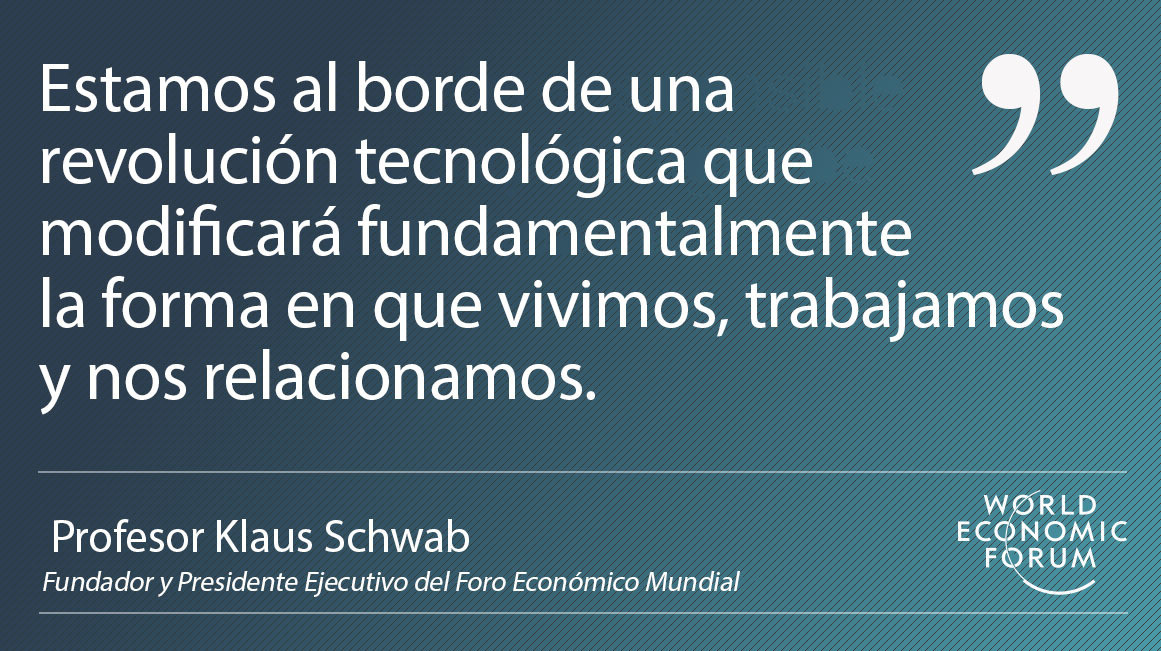 Estamos al borde de una
revolución tecnológica que
modificará fundamentalmente
la forma en que vivimos, trabajamos
y nos relacionamos.
”
Profesor Klaus Schwab
Fundador y Presidente Ejecutivo del Foro Económico Mundial
WORLD
ECONOMIC
FORUM